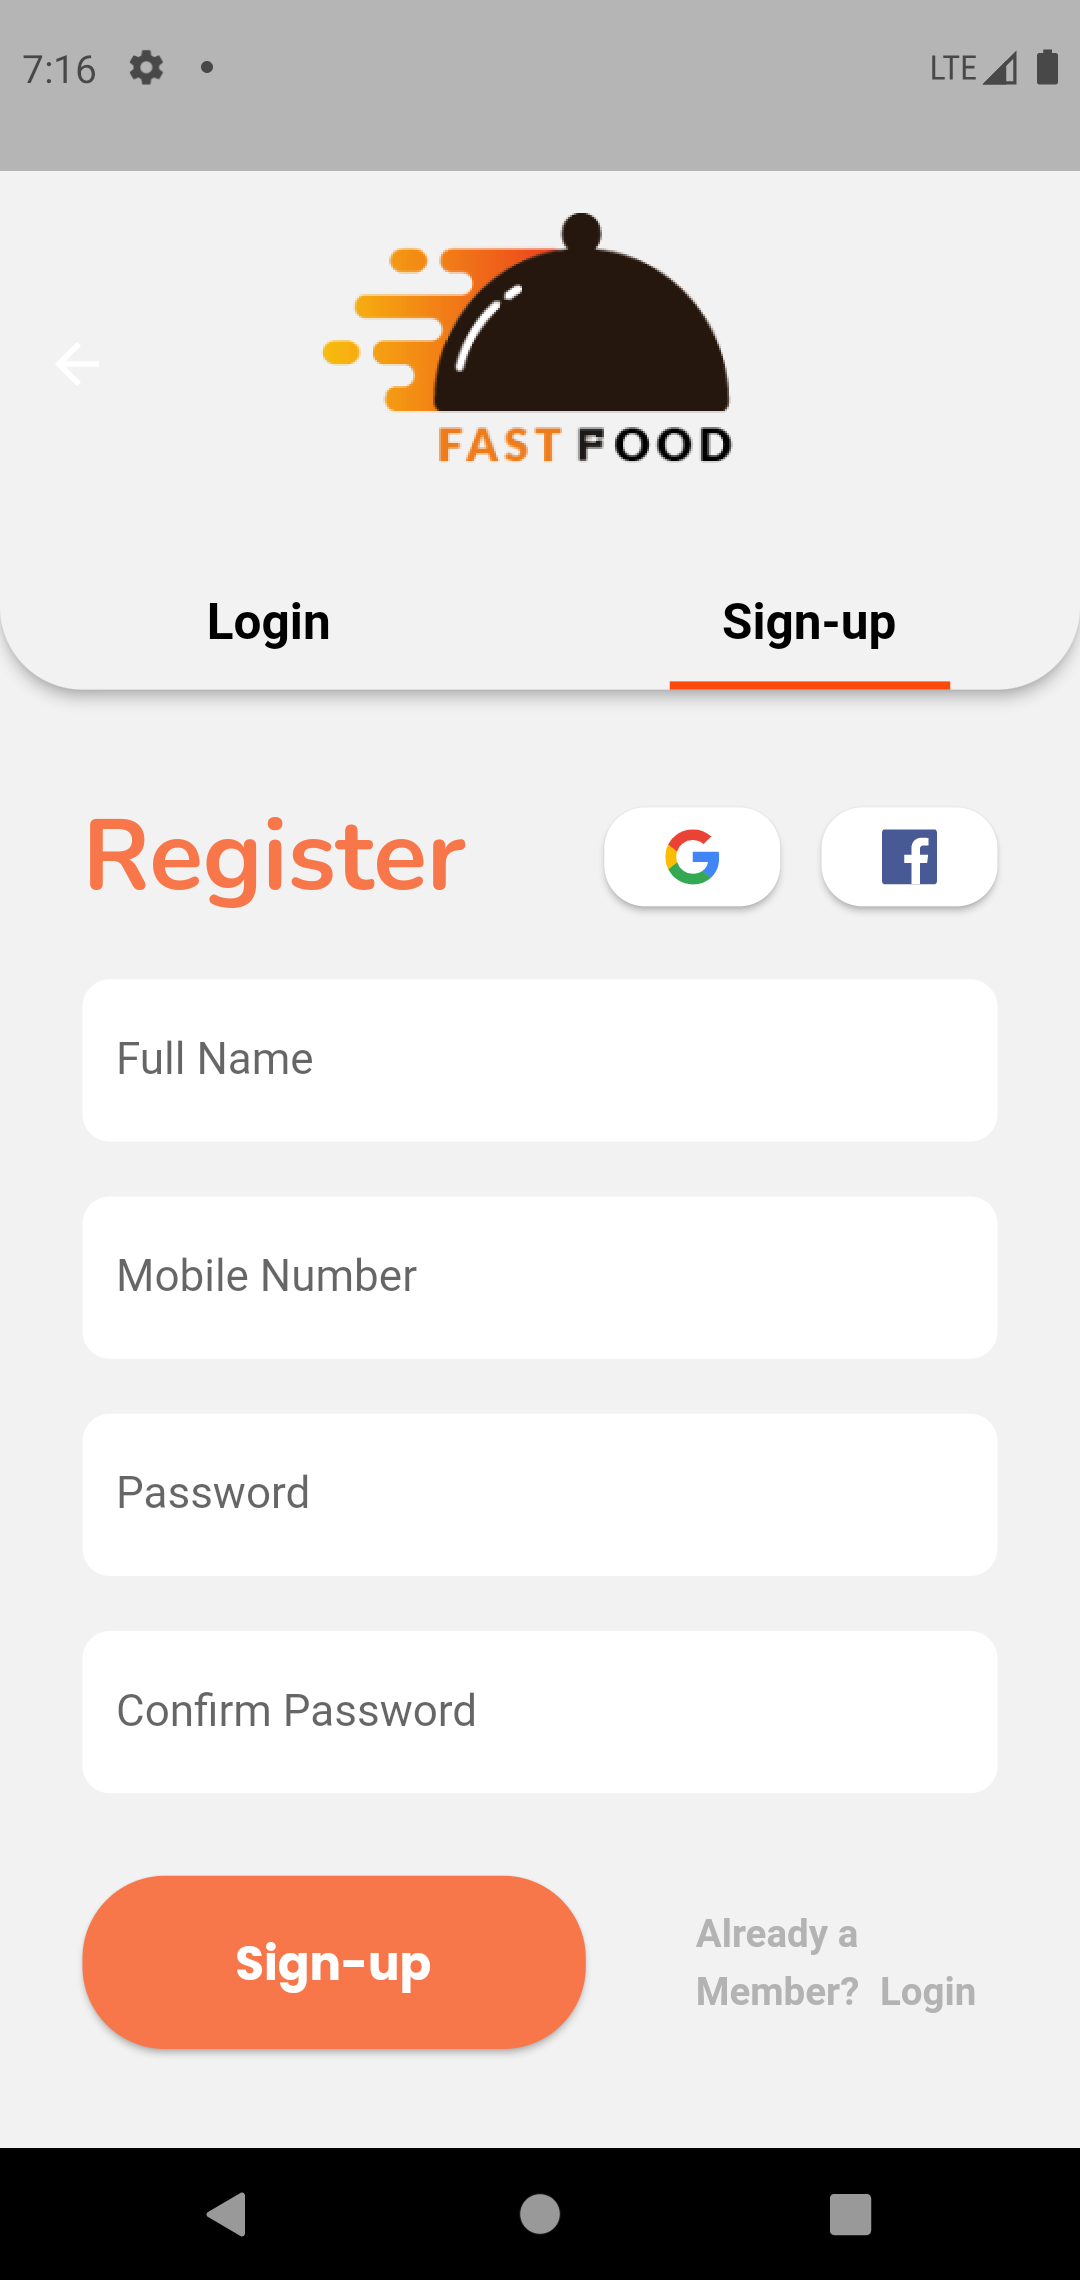 7:16
LTE
FAST FOOD
Login
Sign-up
Register
Full Name
Mobile Number
Password
Confirm Password
Sign-up
Already a
Member? Login